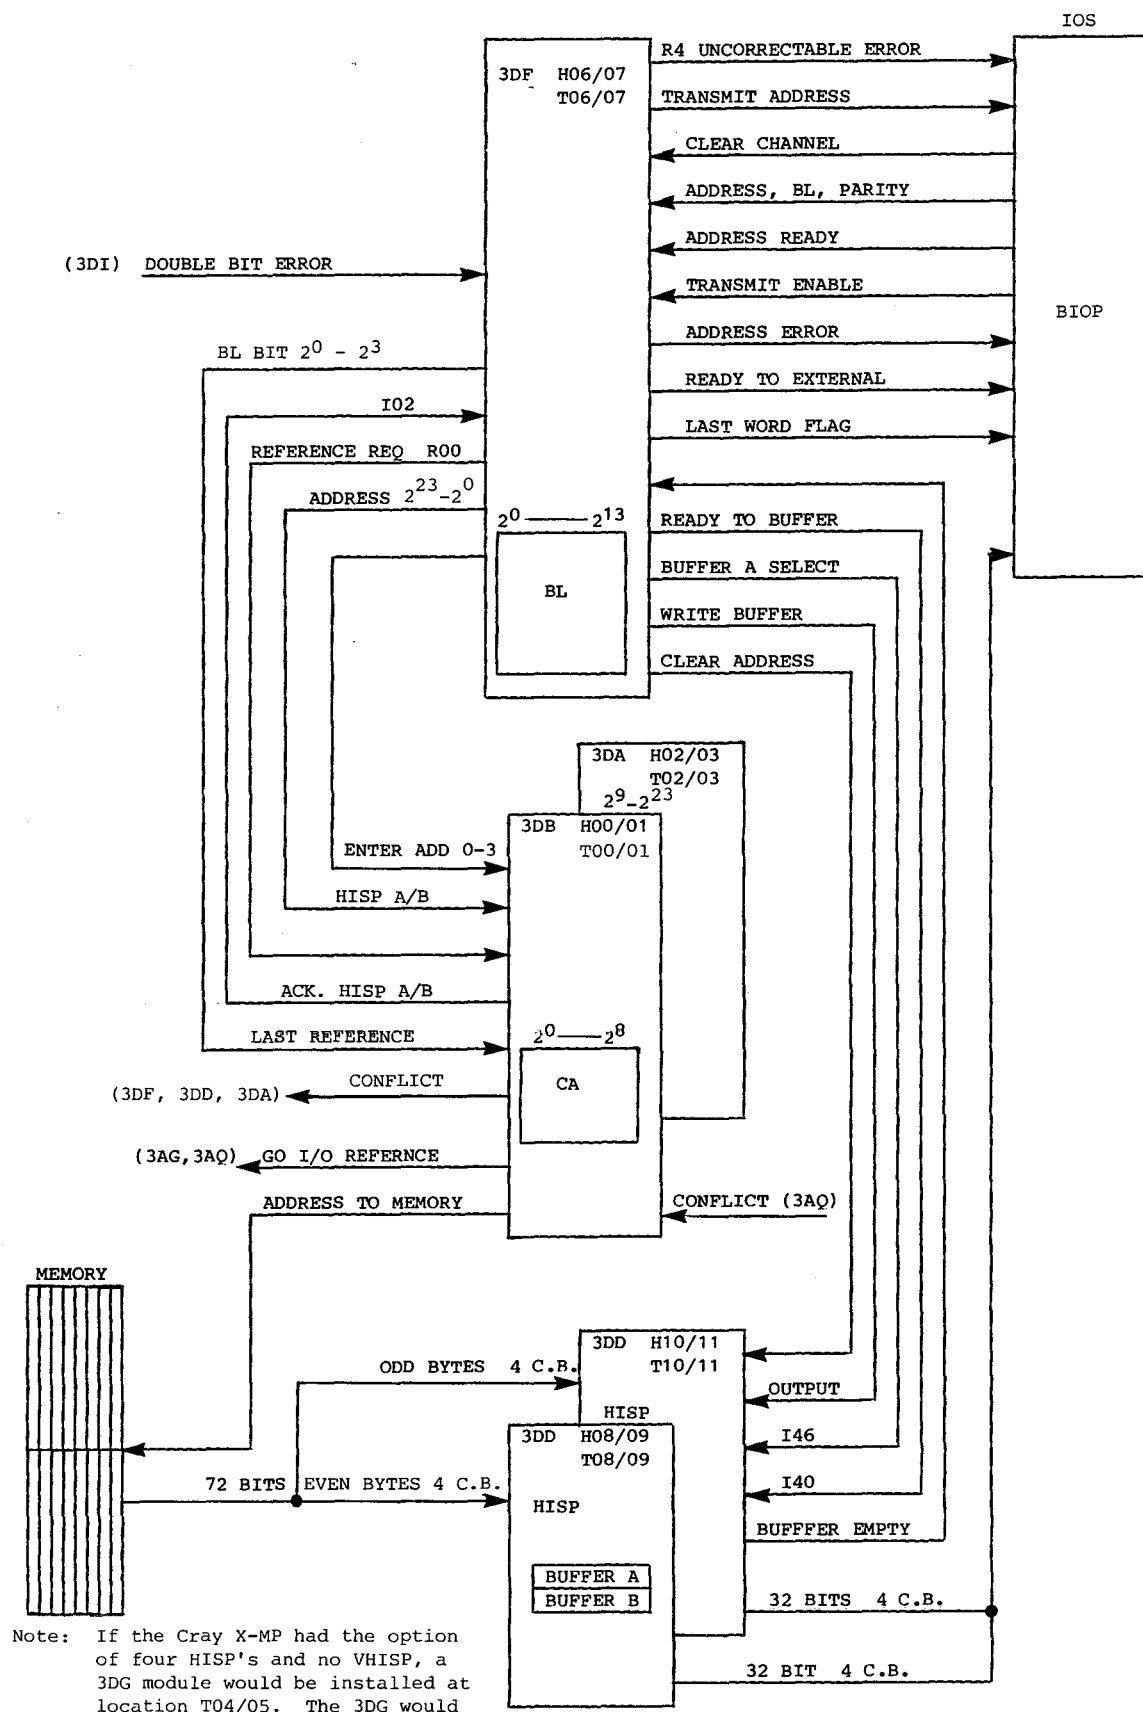 IOS
R4 UNCORRECTABLE ERROR
3DF H06/07
T06/07
TRANSMIT ADDRESS
CLEAR CHANNEL
ADDRESS, BL, PARITY
ADDRESS READY
(3DI) DOUBLE BIT ERROR
TRANSMIT ENABLE
BIOP
ADDRESS ERROR
BL BIT 2^0 - 2^3
READY TO EXTERNAL
I02
LAST WORD FLAG
REFERENCE REQ R00
ADDRESS 2^23-2^0
2^0 — 2^13
READY TO BUFFER
BL
BUFFER A SELECT
WRITE BUFFER
CLEAR ADDRESS
3DA H02/03
T02/03
2^9-2^23
3DB H00/01
T00/01
ENTER ADD 0-3
HISP A/B
ACK. HISP A/B
LAST REFERENCE
2^0 — 2^8
CA
CONFLICT
(3DF, 3DD, 3DA)
(3AG,3AQ) GO I/O REFERNCE
ADDRESS TO MEMORY
CONFLICT (3AQ)
MEMORY
3DD H10/11
T10/11
ODD BYTES 4 C.B.
OUTPUT
HISP
3DD H08/09
T08/09
I46
72 BITS EVEN BYTES 4 C.B.
I40
HISP
BUFFFER EMPTY
BUFFER A
BUFFER B
32 BITS 4 C.B.
32 BIT 4 C.B.
Note: If the Cray X-MP had the option
of four HISP's and no VHISP, a
3DG module would be installed at
location T04/05. The 3DG would